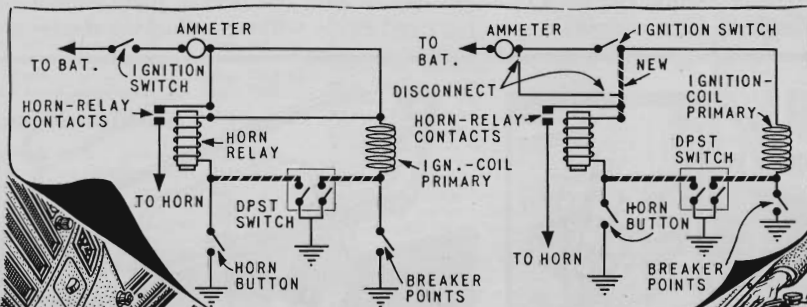 AMMETER
TO BAT.
IGNITION
SWITCH
HORN-RELAY
CONTACTS
HORN
RELAY
IGN.-COIL
PRIMARY
TO HORN
DPST
SWITCH
HORN
BUTTON
BREAKER
POINTS
AMMETER
IGNITION SWITCH
TO
BAT.
NEW
DISCONNECT
IGNITION-
COIL
PRIMARY
HORN-RELAY
CONTACTS
DPST
SWITCH
HORN
BUTTON
TO HORN
BREAKER
POINTS